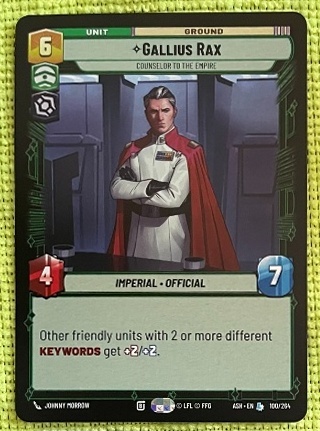 6
UNIT GROUND
✧GALLIUS RAX
COUNSELOR TO THE EMPIRE
4
7
IMPERIAL • OFFICIAL
Other friendly units with 2 or more different
KEYWORDS get +2/+2.
JOHNNY MORROW © LFL © FFG ASH • EN 100/264